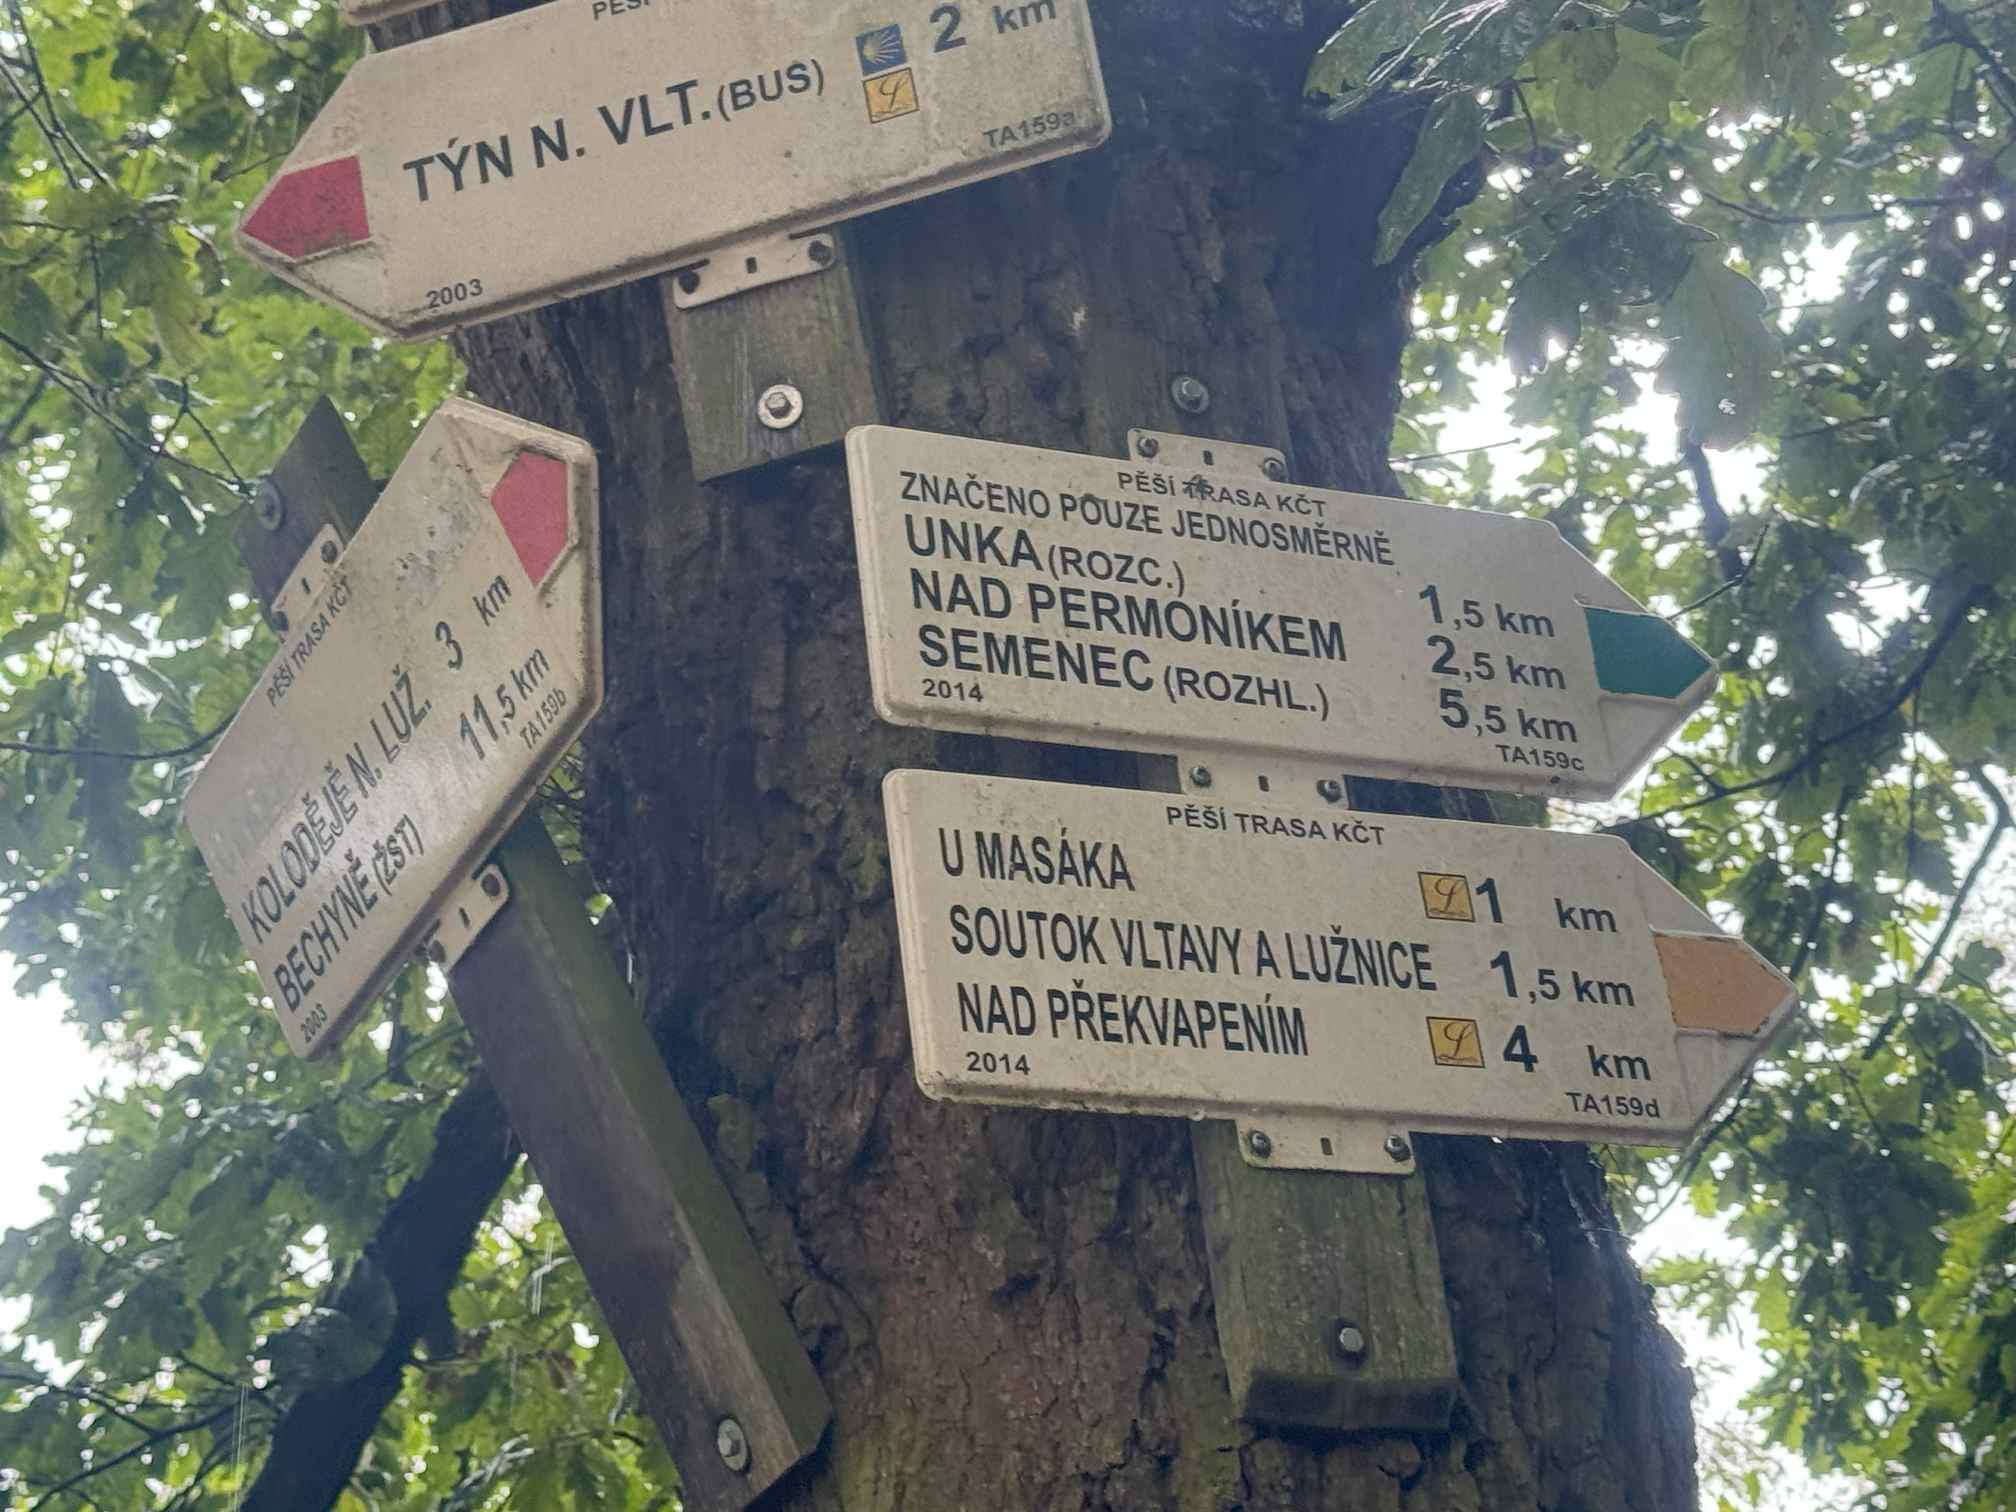 TÝN N. VLT. (BUS) 2 km
TA159a
2003
PĚŠÍ TRASA KČT
KOLODĚJE N. LUŽ. 3 km
BECHYNĚ (ŽST) 11,5 km
TA159b
2003
PĚŠÍ TRASA KČT
ZNAČENO POUZE JEDNOSMĚRNĚ
UNKA (ROZC.) 1,5 km
NAD PERMONÍKEM 2,5 km
SEMENEC (ROZHL.) 5,5 km
2014 TA159c
PĚŠÍ TRASA KČT
U MASÁKA L 1 km
SOUTOK VLTAVY A LUŽNICE 1,5 km
NAD PŘEKVAPENÍM L 4 km
2014 TA159d